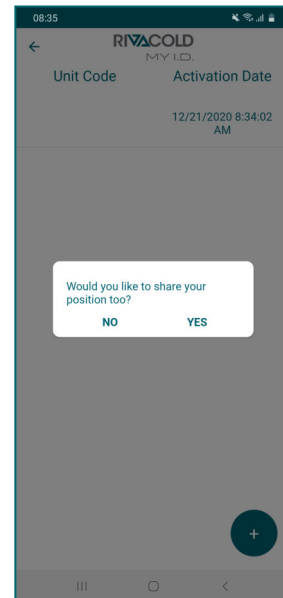 08:35
RIVACOLD
MY I.D.
Unit Code Activation Date
12/21/2020 8:34:02
AM
Would you like to share your
position too?
NO YES
+